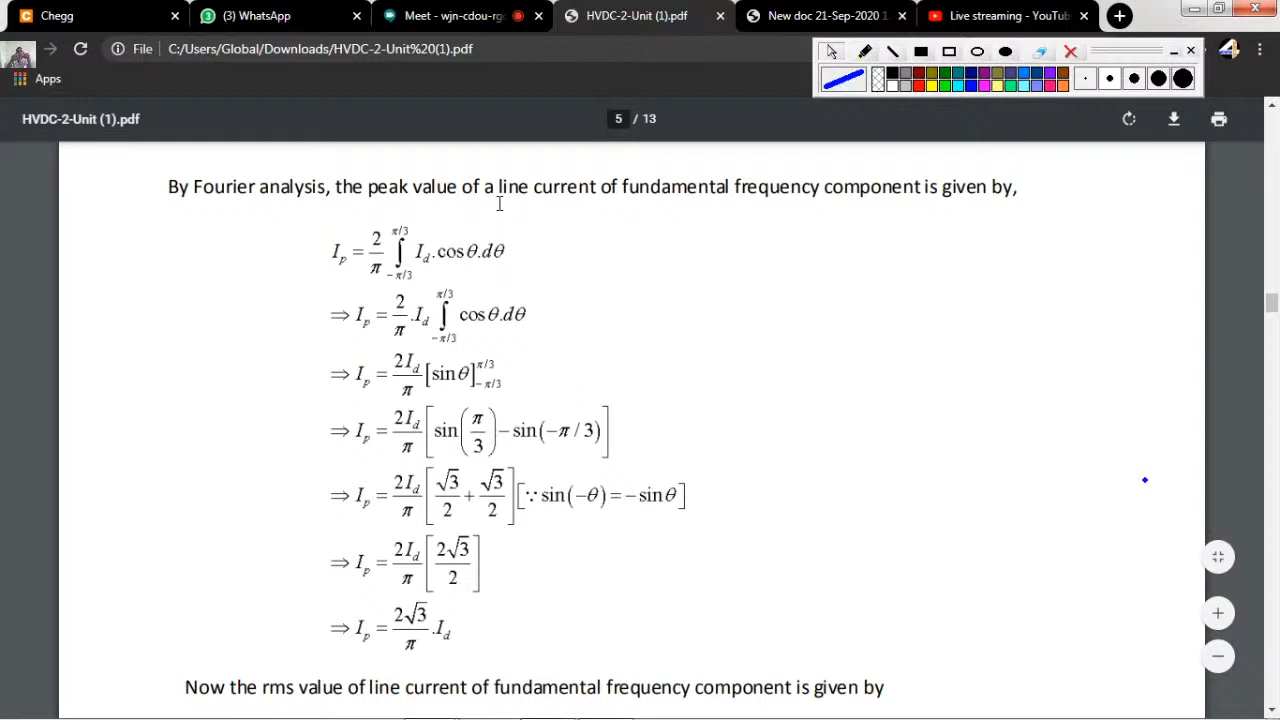 Chegg
(3) WhatsApp
Meet - wjn-cdou-rg
HVDC-2-Unit (1).pdf
New doc 21-Sep-2020 1
Live streaming - YouTu
File C:/Users/Global/Downloads/HVDC-2-Unit%20(1).pdf
Apps
HVDC-2-Unit (1).pdf 5 / 13
By Fourier analysis, the peak value of a line current of fundamental frequency component is given by,
I_p = 2/π ∫_{-π/3}^{π/3} I_d.cosθ.dθ
⇒ I_p = 2/π .I_d ∫_{-π/3}^{π/3} cosθ.dθ
⇒ I_p = 2I_d/π [sinθ]_{-π/3}^{π/3}
⇒ I_p = 2I_d/π [sin(π/3) − sin(−π / 3)]
⇒ I_p = 2I_d/π [√3/2 + √3/2] [∵ sin(−θ) = − sinθ]
⇒ I_p = 2I_d/π [2√3/2]
⇒ I_p = 2√3/π .I_d
Now the rms value of line current of fundamental frequency component is given by